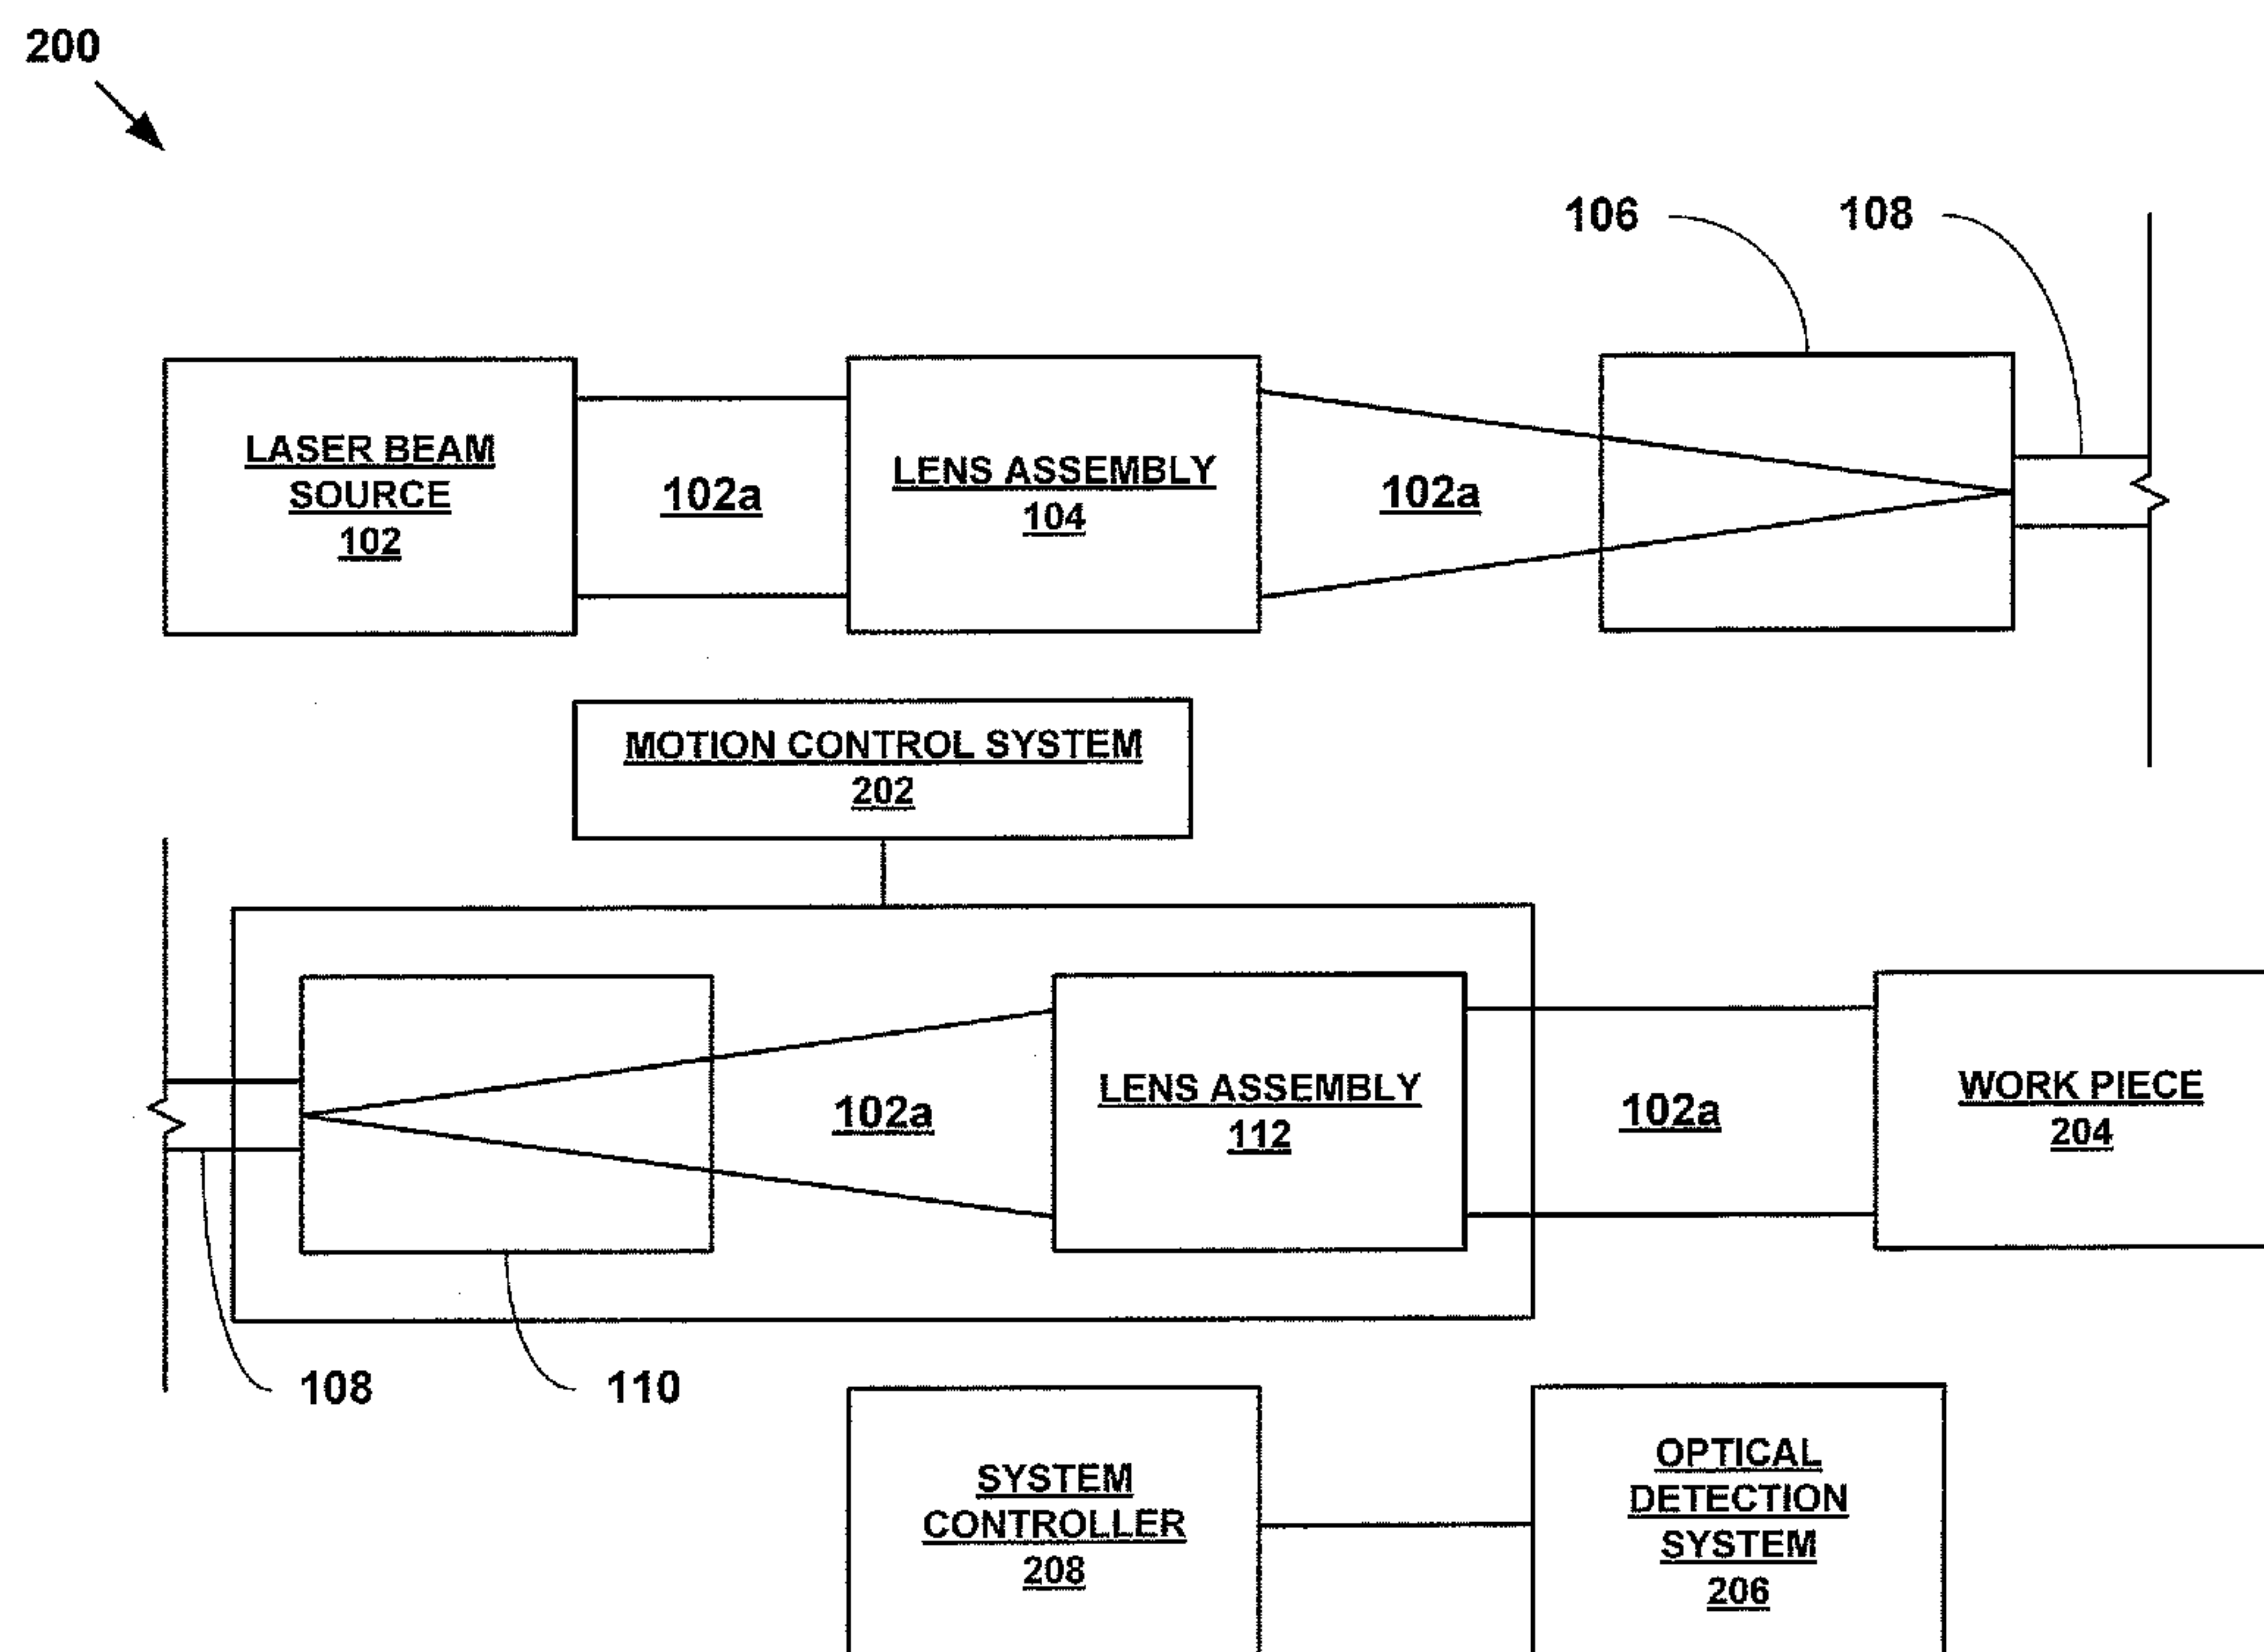 200
106
108
LASER BEAM
SOURCE
102
102a
LENS ASSEMBLY
104
102a
MOTION CONTROL SYSTEM
202
102a
LENS ASSEMBLY
112
102a
WORK PIECE
204
108
110
SYSTEM
CONTROLLER
208
OPTICAL
DETECTION
SYSTEM
206